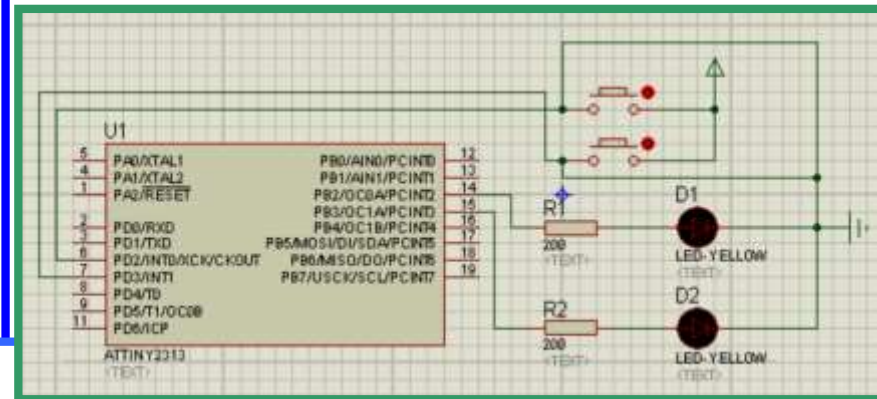 U1
5 PA0/XTAL1
4 PA1/XTAL2
1 PA2/RESET
2 PD0/RXD
3 PD1/TXD
6 PD2/INT0/XCK/CKOUT
7 PD3/INT1
8 PD4/T0
9 PD5/T1/OC0B
11 PD6/ICP
PB0/AIN0/PCINT0 12
PB1/AIN1/PCINT1 13
PB2/OC0A/PCINT2 14
PB3/OC1A/PCINT3 15
PB4/OC1B/PCINT4 16
PB5/MOSI/DI/SDA/PCINT5 17
PB6/MISO/DO/PCINT6 18
PB7/USCK/SCL/PCINT7 19
ATTINY2313
<TEXT>
R1
200
<TEXT>
D1
LED-YELLOW
<TEXT>
R2
200
<TEXT>
D2
LED-YELLOW
<TEXT>